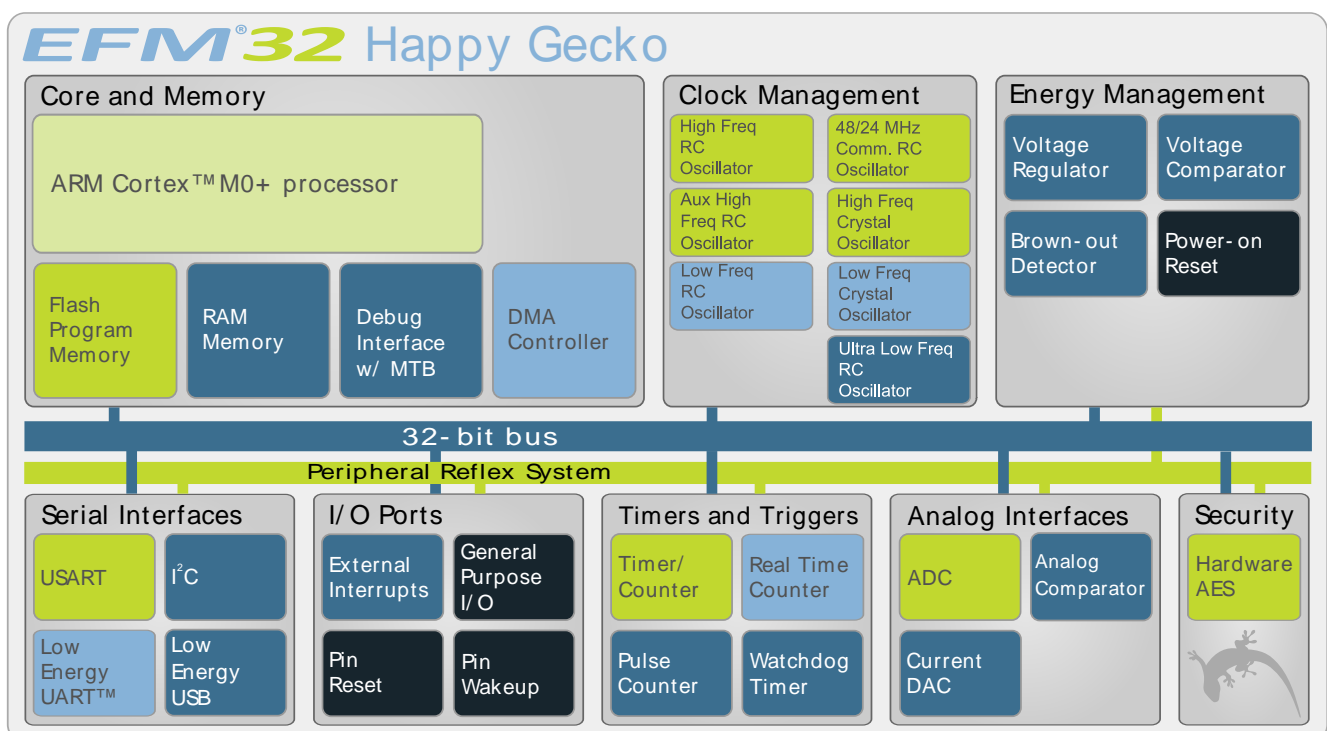 EFM®32 Happy Gecko
Core and Memory
ARM Cortex™ M0+ processor
Flash
Program
Memory
RAM
Memory
Debug
Interface
w/ MTB
DMA
Controller
Clock Management
High Freq
RC
Oscillator
48/24 MHz
Comm. RC
Oscillator
Aux High
Freq RC
Oscillator
High Freq
Crystal
Oscillator
Low Freq
RC
Oscillator
Low Freq
Crystal
Oscillator
Ultra Low Freq
RC
Oscillator
Energy Management
Voltage
Regulator
Voltage
Comparator
Brown-out
Detector
Power-on
Reset
32-bit bus
Peripheral Reflex System
Serial Interfaces
USART
I²C
Low
Energy
UART™
Low
Energy
USB
I/O Ports
External
Interrupts
General
Purpose
I/O
Pin
Reset
Pin
Wakeup
Timers and Triggers
Timer/
Counter
Real Time
Counter
Pulse
Counter
Watchdog
Timer
Analog Interfaces
ADC
Analog
Comparator
Current
DAC
Security
Hardware
AES